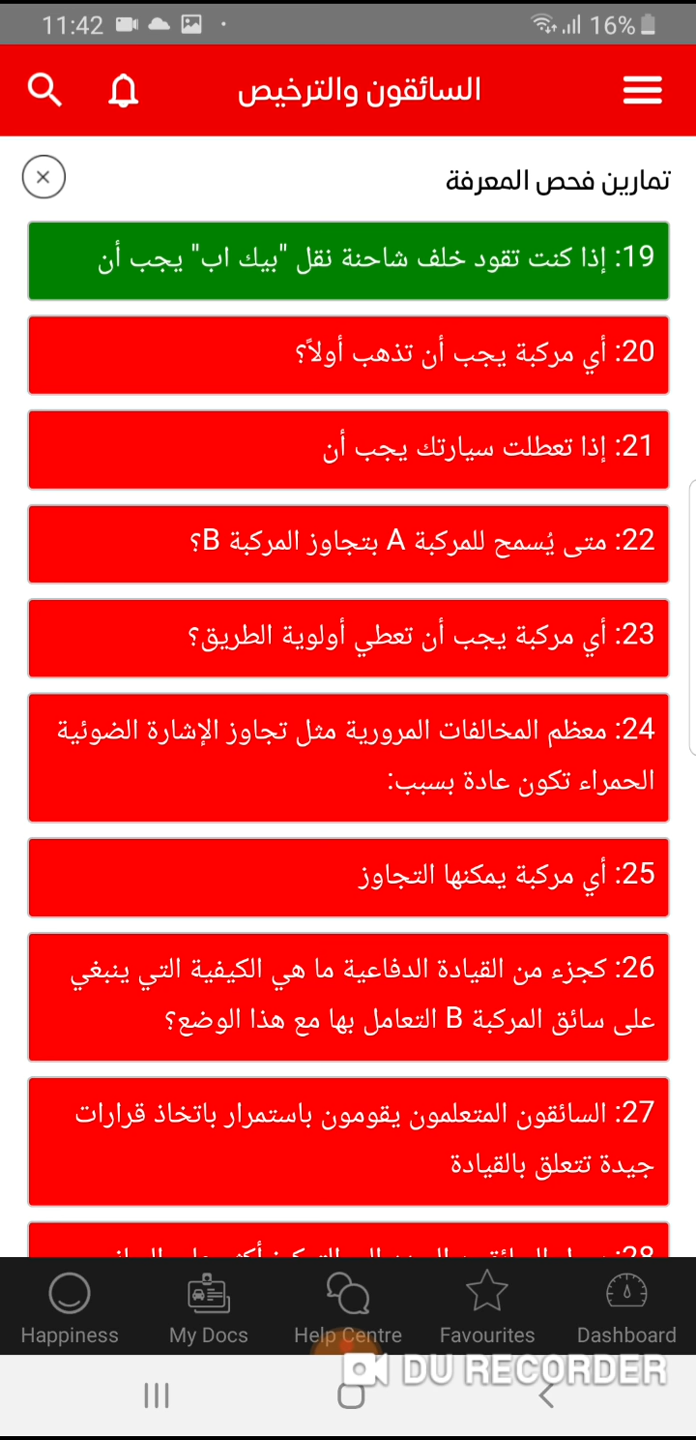 11:42
16%
السائقون والترخيص
تمارين فحص المعرفة
19: إذا كنت تقود خلف شاحنة نقل "بيك اب" يجب أن
20: أي مركبة يجب أن تذهب أولاً؟
21: إذا تعطلت سيارتك يجب أن
22: متى يُسمح للمركبة A بتجاوز المركبة B؟
23: أي مركبة يجب أن تعطي أولوية الطريق؟
24: معظم المخالفات المرورية مثل تجاوز الإشارة الضوئية
الحمراء تكون عادة بسبب:
25: أي مركبة يمكنها التجاوز
26: كجزء من القيادة الدفاعية ما هي الكيفية التي ينبغي
على سائق المركبة B التعامل بها مع هذا الوضع؟
27: السائقون المتعلمون يقومون باستمرار باتخاذ قرارات
جيدة تتعلق بالقيادة
Happiness
My Docs
Help Centre
Favourites
Dashboard
DU RECORDER